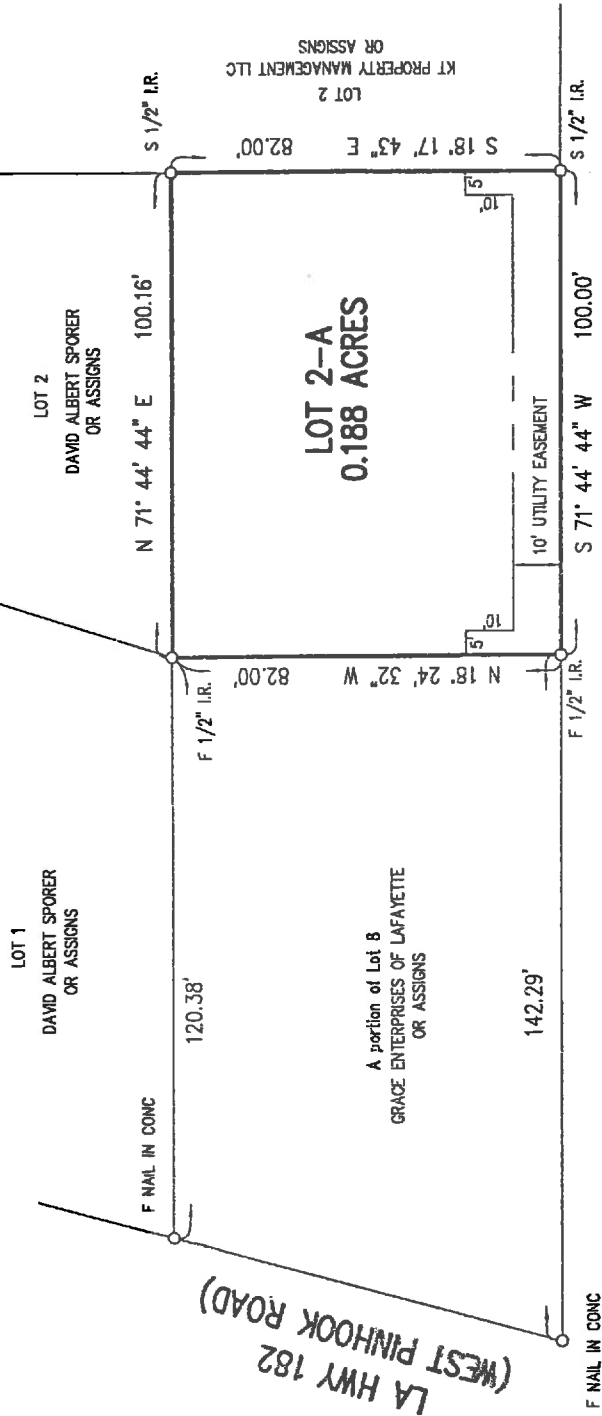 LOT 1
DAVID ALBERT SPORER
OR ASSIGNS
LOT 2
DAVID ALBERT SPORER
OR ASSIGNS
F NAIL IN CONC
120.38'
N 71° 44' 44" E 100.16'
S 1/2" I.R.
F 1/2" I.R.
LA HWY 182
(WEST PINHOOK ROAD)
A portion of Lot B
GRACE ENTERPRISES OF LAFAYETTE
OR ASSIGNS
N 18° 24' 32" W 82.00'
LOT 2-A
0.188 ACRES
S 18° 17' 43" E 82.00'
LOT 2
KT PROPERTY MANAGEMENT LLC
OR ASSIGNS
5'
10'
5'
10'
10' UTILITY EASEMENT
142.29'
F 1/2" I.R.
S 71° 44' 44" W 100.00'
S 1/2" I.R.
F NAIL IN CONC